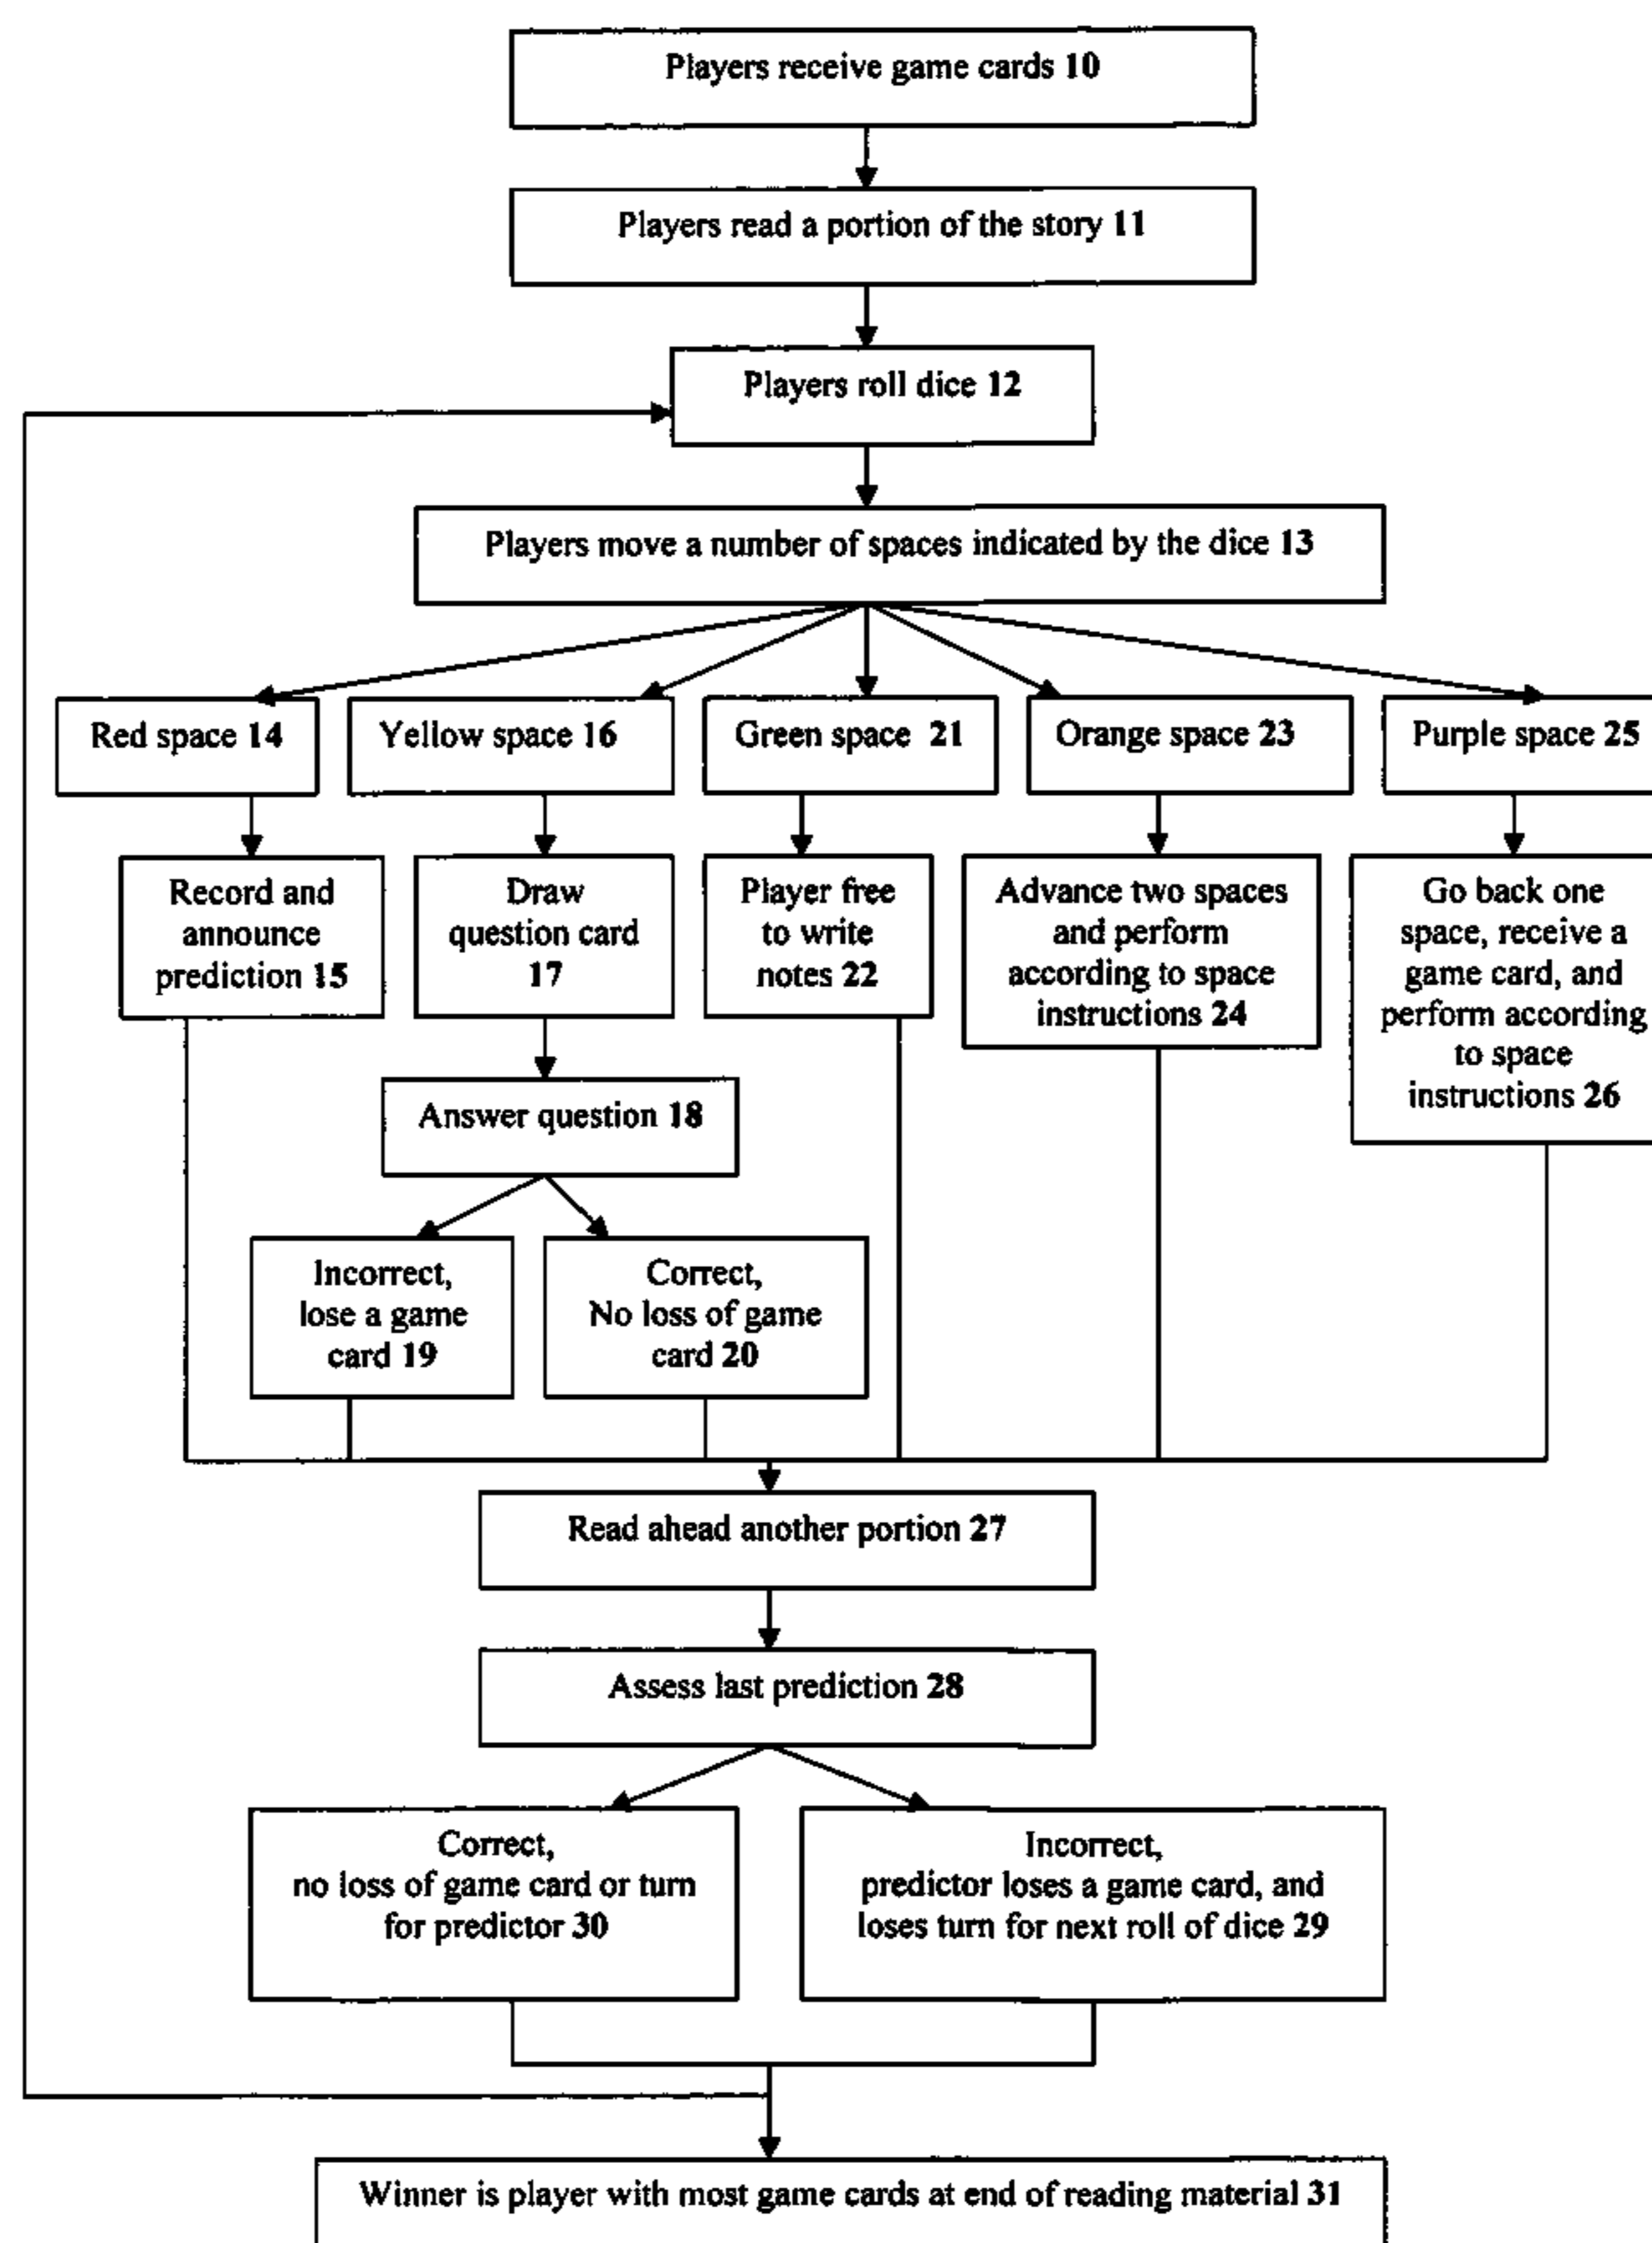 Players receive game cards 10
Players read a portion of the story 11
Players roll dice 12
Players move a number of spaces indicated by the dice 13
Red space 14
Yellow space 16
Green space 21
Orange space 23
Purple space 25
Record and
announce
prediction 15
Draw
question card
17
Player free
to write
notes 22
Advance two spaces
and perform
according to space
instructions 24
Go back one
space, receive a
game card, and
perform according
to space
instructions 26
Answer question 18
Incorrect,
lose a game
card 19
Correct,
No loss of game
card 20
Read ahead another portion 27
Assess last prediction 28
Correct,
no loss of game card or turn
for predictor 30
Incorrect,
predictor loses a game card, and
loses turn for next roll of dice 29
Winner is player with most game cards at end of reading material 31